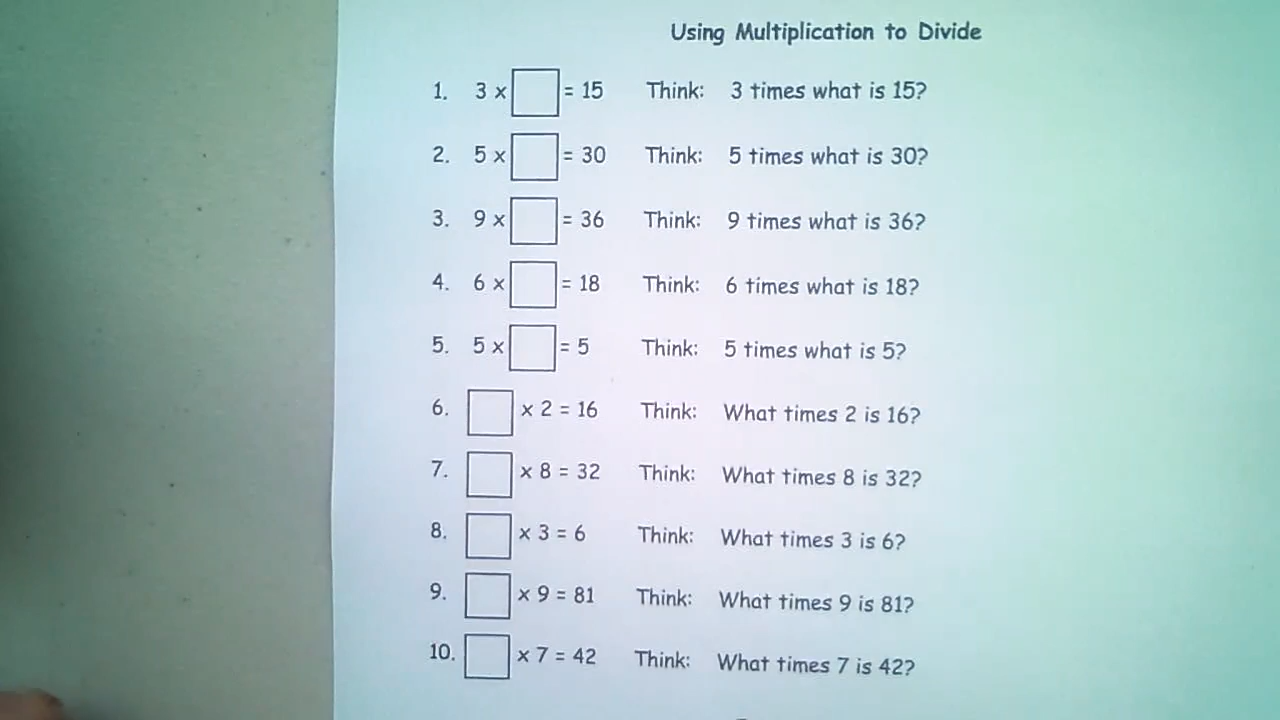 Using Multiplication to Divide
1. 3 x = 15 Think: 3 times what is 15?
2. 5 x = 30 Think: 5 times what is 30?
3. 9 x = 36 Think: 9 times what is 36?
4. 6 x = 18 Think: 6 times what is 18?
5. 5 x = 5 Think: 5 times what is 5?
6. x 2 = 16 Think: What times 2 is 16?
7. x 8 = 32 Think: What times 8 is 32?
8. x 3 = 6 Think: What times 3 is 6?
9. x 9 = 81 Think: What times 9 is 81?
10. x 7 = 42 Think: What times 7 is 42?